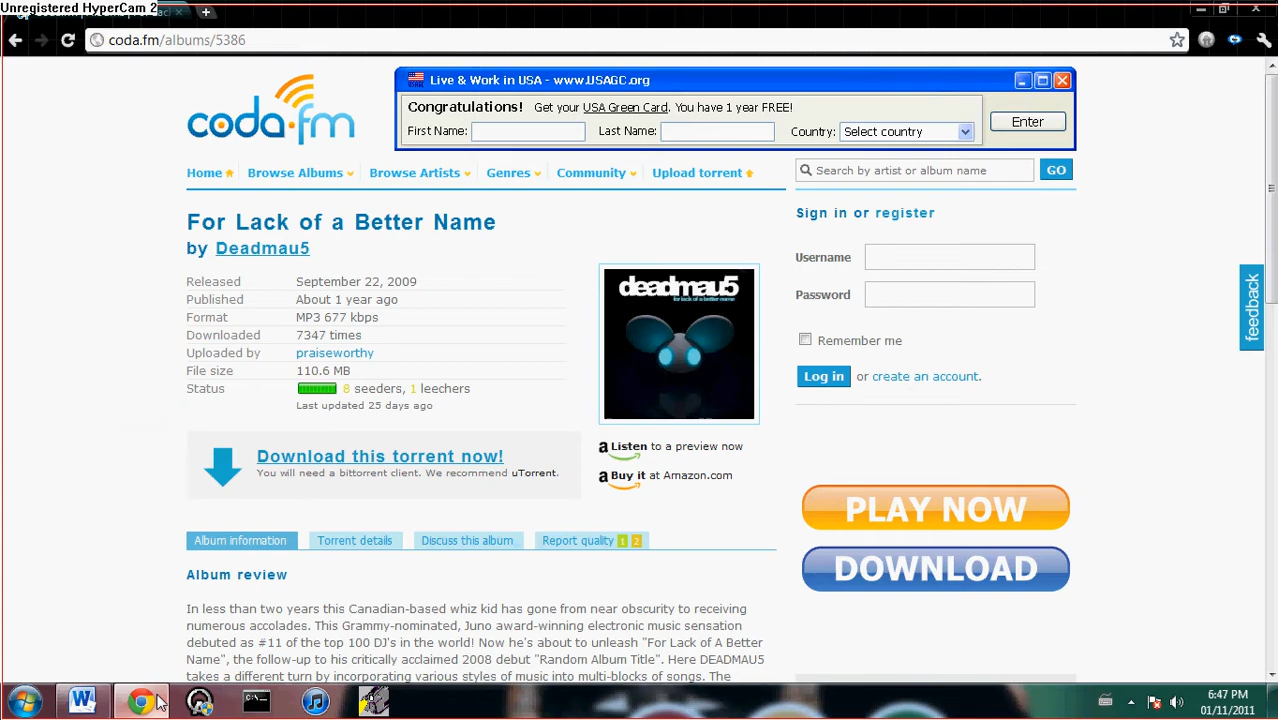 Unregistered HyperCam 2
coda.fm/albums/5386
Live & Work in USA - www.USAGC.org
Congratulations! Get your USA Green Card. You have 1 year FREE!
First Name: Last Name: Country: Select country Enter
coda.fm
Home Browse Albums Browse Artists Genres Community Upload torrent
Search by artist or album name GO
For Lack of a Better Name
by Deadmau5
Released September 22, 2009
Published About 1 year ago
Format MP3 677 kbps
Downloaded 7347 times
Uploaded by praiseworthy
File size 110.6 MB
Status 8 seeders, 1 leechers
Last updated 25 days ago
deadmau5
for lack of a better name
Sign in or register
Username
Password
Remember me
Log in or create an account.
feedback
Download this torrent now!
You will need a bittorrent client. We recommend uTorrent.
a Listen to a preview now
a Buy it at Amazon.com
PLAY NOW
DOWNLOAD
Album information Torrent details Discuss this album Report quality 1 2
Album review
In less than two years this Canadian-based whiz kid has gone from near obscurity to receiving
numerous accolades. This Grammy-nominated, Juno award-winning electronic music sensation
debuted as #11 of the top 100 DJ's in the world! Now he's about to unleash "For Lack of A Better
Name", the follow-up to his critically acclaimed 2008 debut "Random Album Title". Here DEADMAU5
takes a different turn by incorporating various styles of music into multi-blocks of songs. The
6:47 PM
01/11/2011